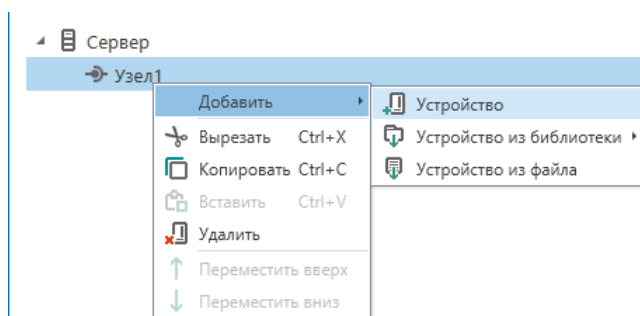 Сервер
Узел1
Добавить
Устройство
Вырезать Ctrl+X
Устройство из библиотеки
Копировать Ctrl+C
Устройство из файла
Вставить Ctrl+V
Удалить
Переместить вверх
Переместить вниз